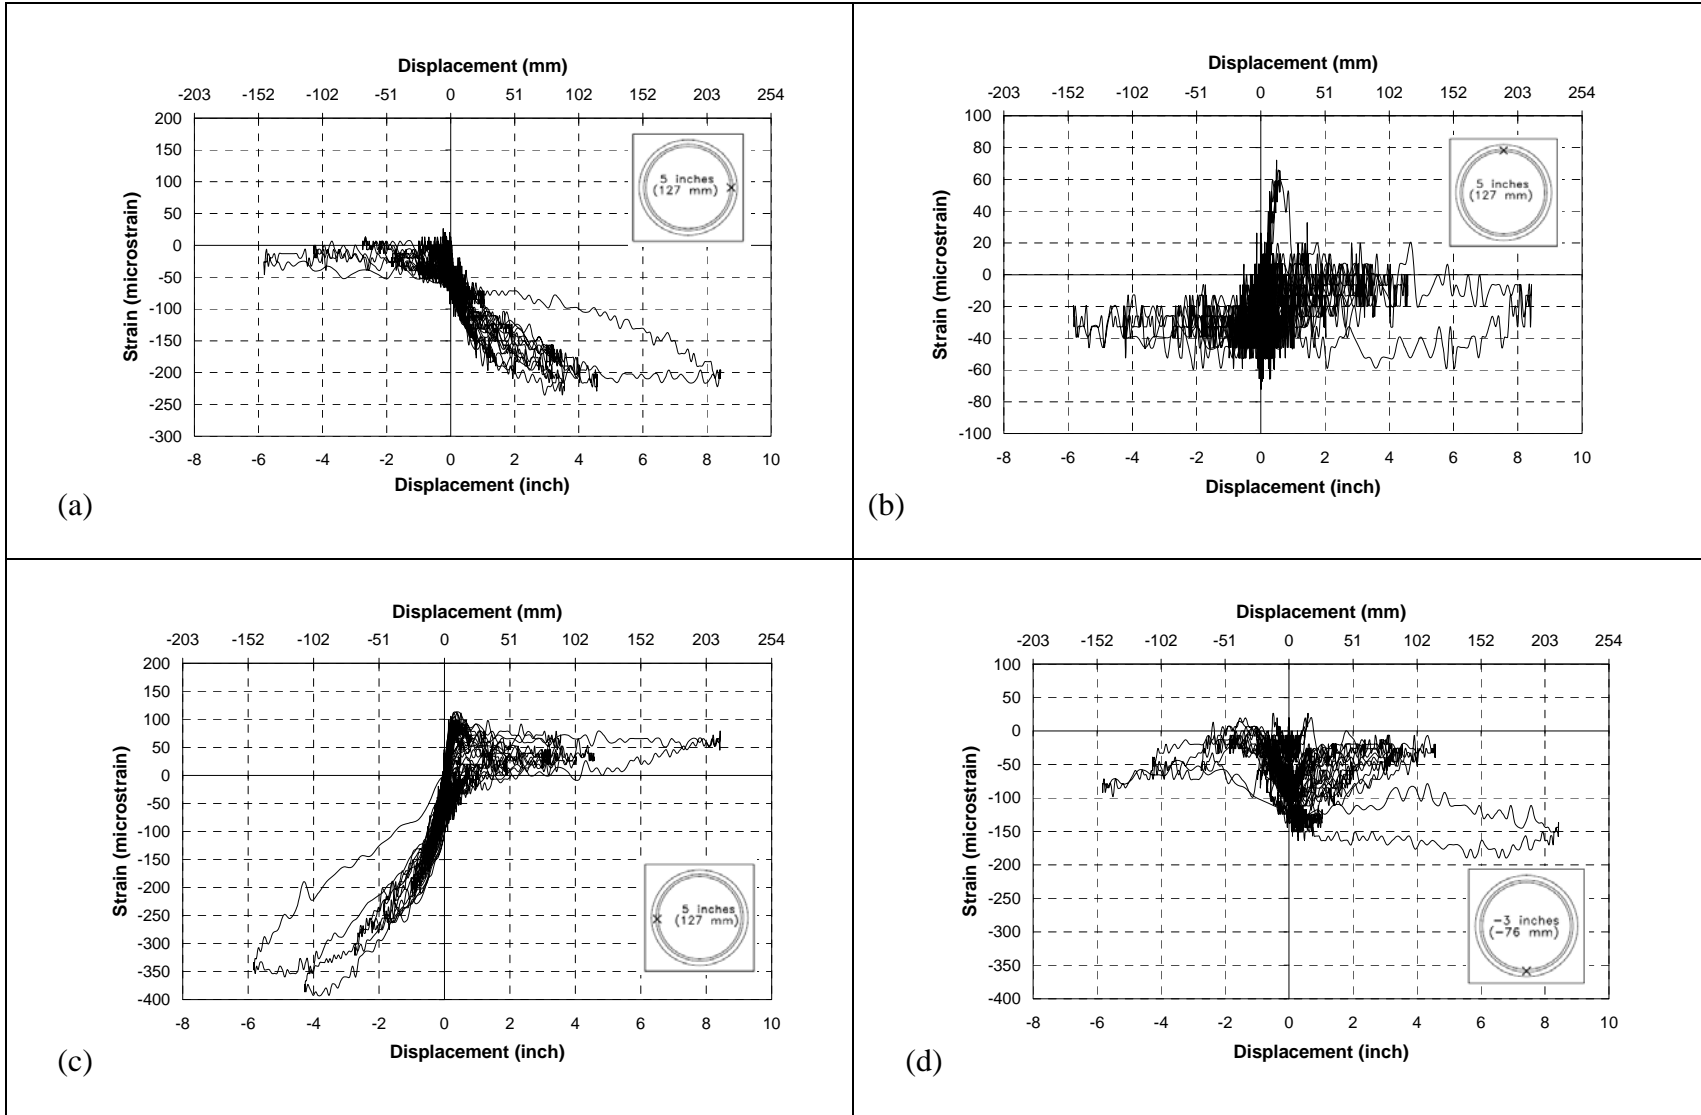 Displacement (mm)
-203 -152 -102 -51 0 51 102 152 203 254
200
150
100
50
0
-50
-100
-150
-200
-250
-300
Strain (microstrain)
5 inches
(127 mm)
-8 -6 -4 -2 0 2 4 6 8 10
Displacement (inch)
(a)
Displacement (mm)
-203 -152 -102 -51 0 51 102 152 203 254
100
80
60
40
20
0
-20
-40
-60
-80
-100
Strain (microstrain)
5 inches
(127 mm)
-8 -6 -4 -2 0 2 4 6 8 10
Displacement (inch)
(b)
Displacement (mm)
-203 -152 -102 -51 0 51 102 152 203 254
200
150
100
50
0
-50
-100
-150
-200
-250
-300
-350
-400
Strain (microstrain)
5 inches
(127 mm)
-8 -6 -4 -2 0 2 4 6 8 10
Displacement (inch)
(c)
Displacement (mm)
-203 -152 -102 -51 0 51 102 152 203 254
100
50
0
-50
-100
-150
-200
-250
-300
-350
-400
Strain (microstrain)
-3 inches
(-76 mm)
-8 -6 -4 -2 0 2 4 6 8 10
Displacement (inch)
(d)